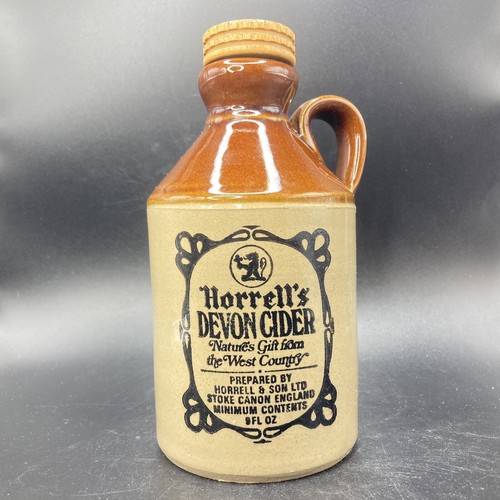 Horrell's
DEVON CIDER
Nature's Gift from
the West Country
PREPARED BY
HORRELL & SON LTD
STOKE CANON ENGLAND
MINIMUM CONTENTS
9FL OZ